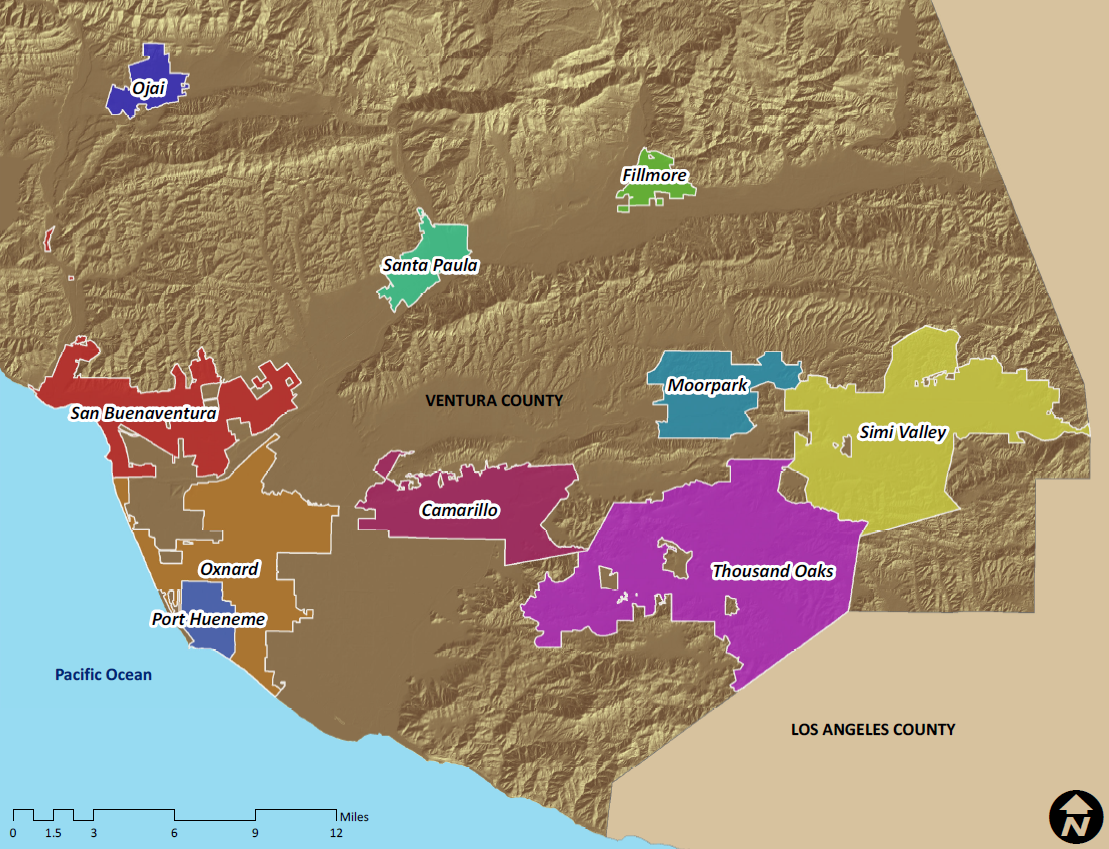 Ojai
Fillmore
Santa Paula
Moorpark
VENTURA COUNTY
San Buenaventura
Simi Valley
Camarillo
Oxnard
Thousand Oaks
Port Hueneme
Pacific Ocean
LOS ANGELES COUNTY
Miles
0 1.5 3 6 9 12
N